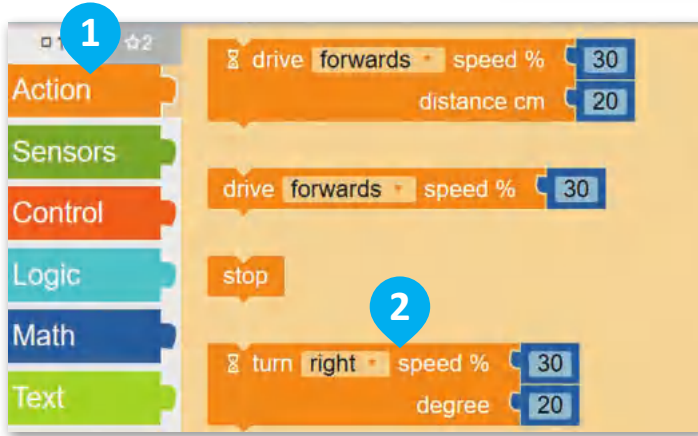 1
☆2
Action
Sensors
Control
Logic
Math
Text
drive forwards speed % 30
distance cm 20
drive forwards speed % 30
stop
2
turn right speed % 30
degree 20